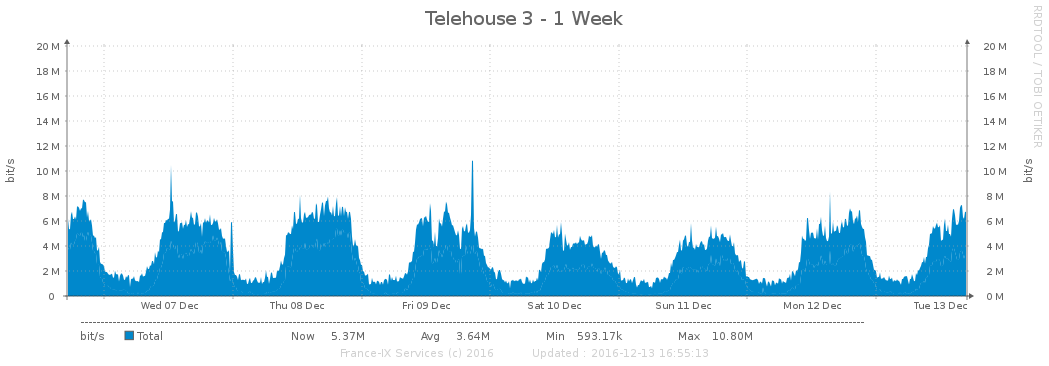 Telehouse 3 - 1 Week
RRDTOOL / TOBI OETIKER
bit/s
20 M 20 M
18 M 18 M
16 M 16 M
14 M 14 M
12 M 12 M
10 M 10 M
8 M 8 M
6 M 6 M
4 M 4 M
2 M 2 M
0 0 M
bit/s
Wed 07 Dec Thu 08 Dec Fri 09 Dec Sat 10 Dec Sun 11 Dec Mon 12 Dec Tue 13 Dec
bit/s Total Now 5.37M Avg 3.64M Min 593.17k Max 10.80M
France-IX Services (c) 2016 Updated : 2016-12-13 16:55:13